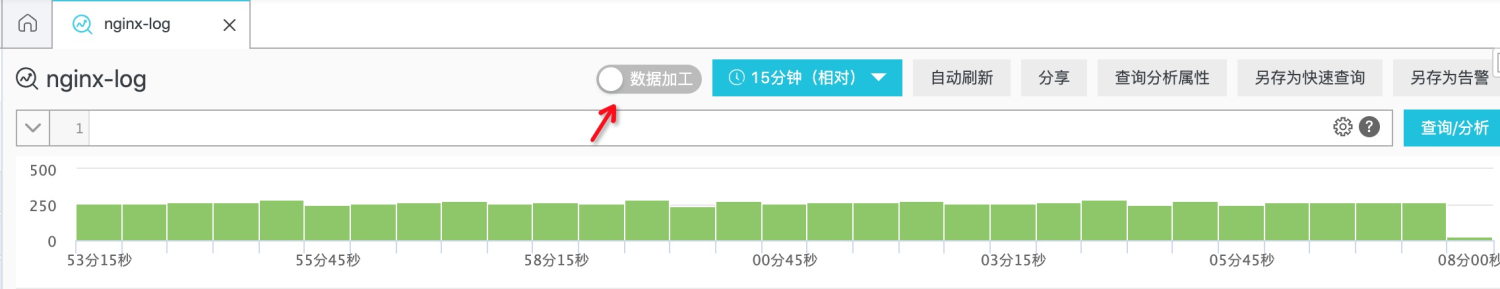 nginx-log
nginx-log 数据加工 15分钟（相对） 自动刷新 分享 查询分析属性 另存为快速查询 另存为告警
1 ? 查询/分析
500
250
0
53分15秒 55分45秒 58分15秒 00分45秒 03分15秒 05分45秒 08分00秒